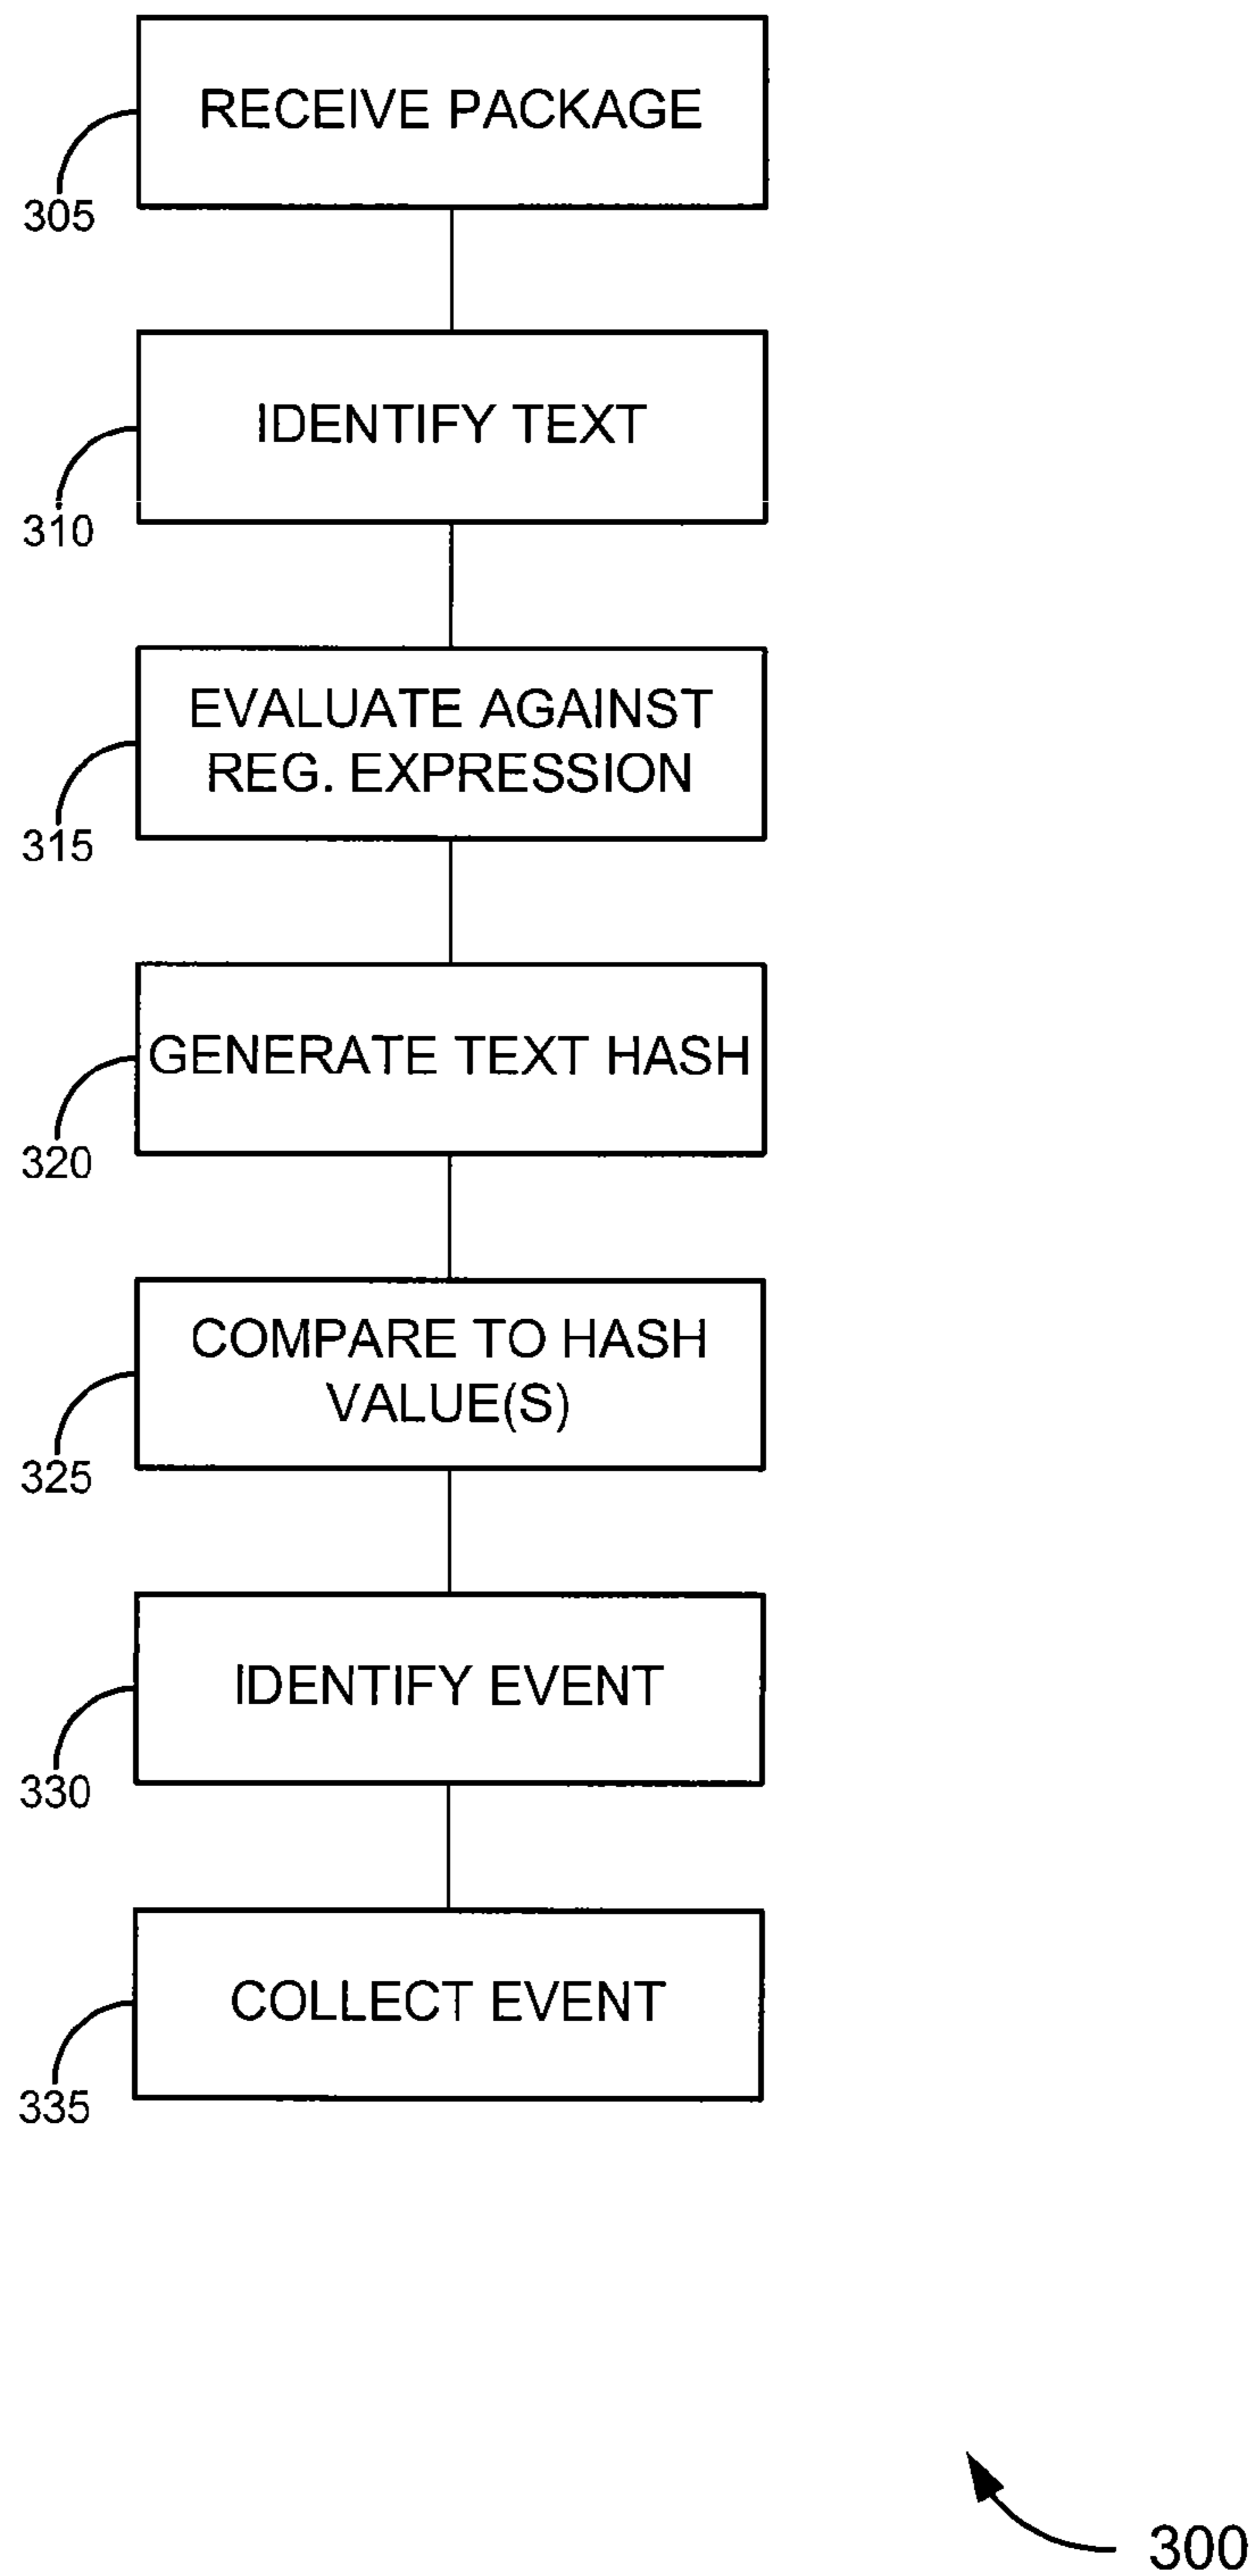 RECEIVE PACKAGE
305
IDENTIFY TEXT
310
EVALUATE AGAINST
REG. EXPRESSION
315
GENERATE TEXT HASH
320
COMPARE TO HASH
VALUE(S)
325
IDENTIFY EVENT
330
COLLECT EVENT
335
300